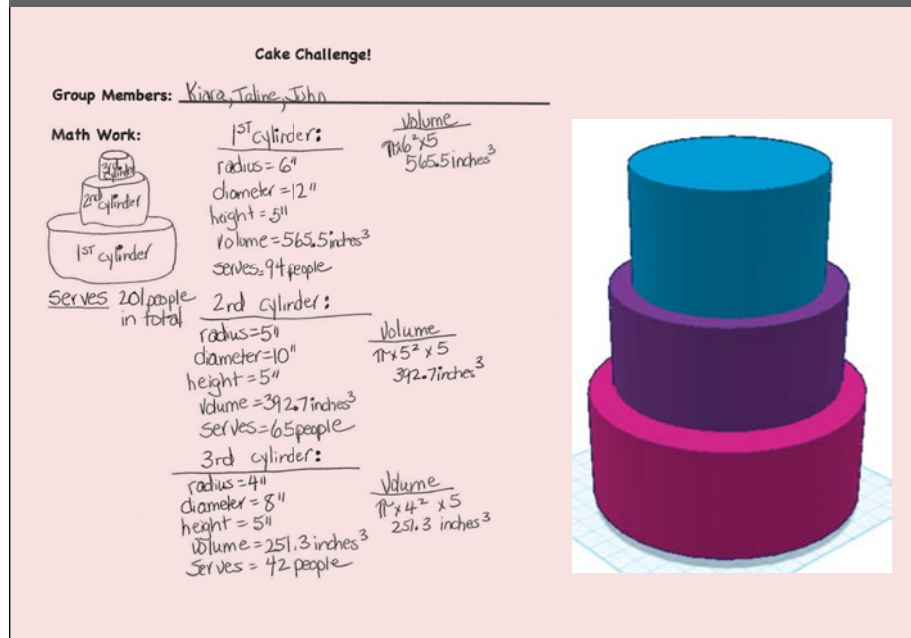 Cake Challenge!
Group Members: Kiara, Taline, John
Math Work:
3rd
cylinder
2nd cylinder
1ST cylinder
Serves 201 people
in total
1ST cylinder:
radius = 6"
diameter = 12"
height = 5"
volume = 565.5 inches³
serves = 94 people
Volume
π x 6² x 5
565.5 inches³
2nd cylinder:
radius = 5"
diameter = 10"
height = 5"
volume = 392.7 inches³
serves = 65 people
Volume
π x 5² x 5
392.7 inches³
3rd cylinder:
radius = 4"
diameter = 8"
height = 5"
volume = 251.3 inches³
serves = 42 people
Volume
π x 4² x 5
251.3 inches³